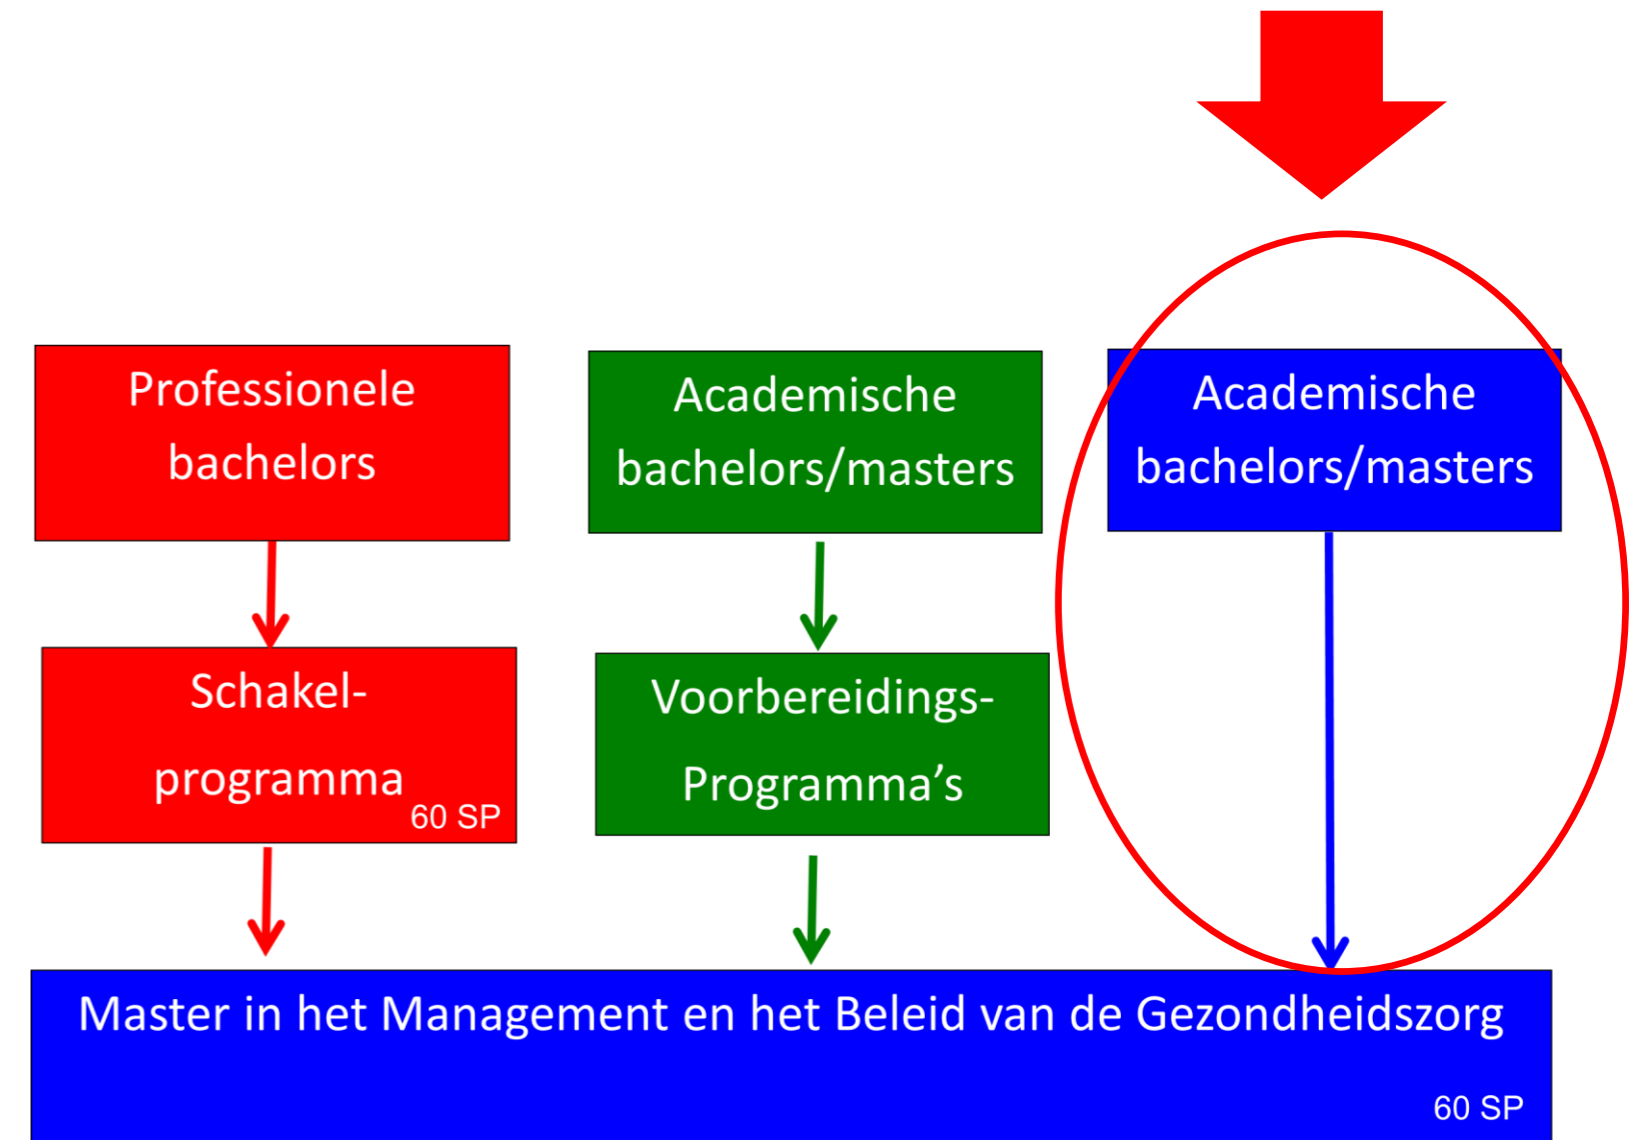 Professionele
bachelors
Academische
bachelors/masters
Academische
bachelors/masters
Schakel-
programma
60 SP
Voorbereidings-
Programma's
Master in het Management en het Beleid van de Gezondheidszorg
60 SP